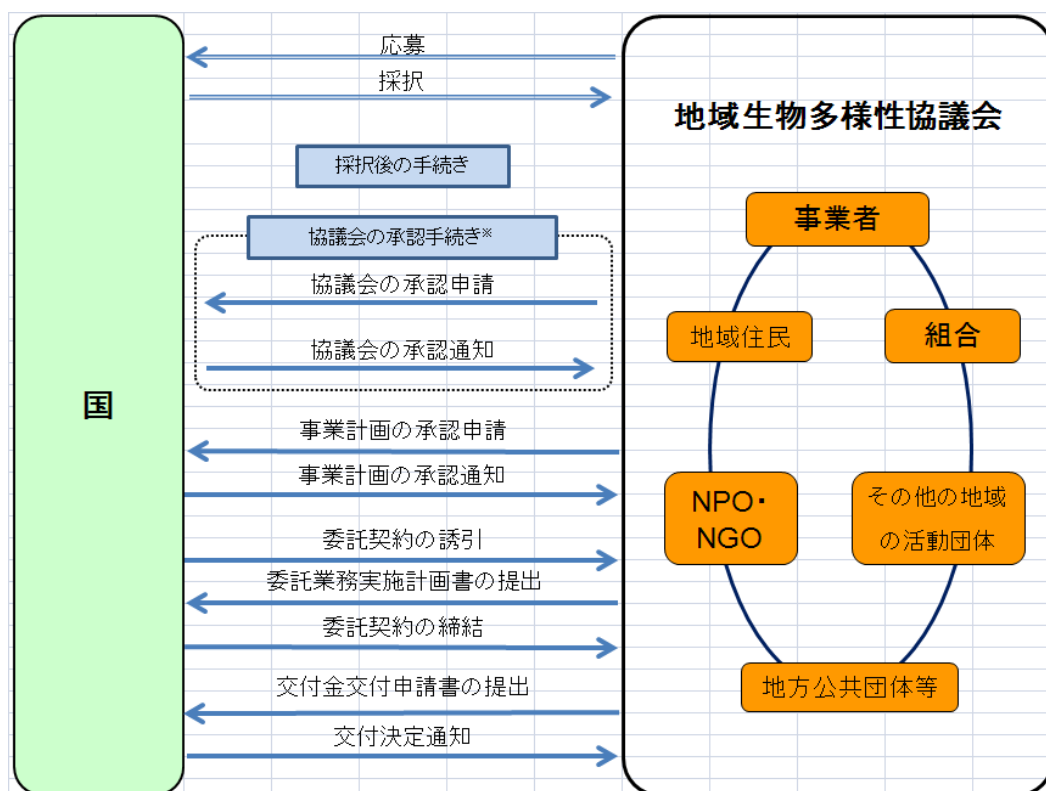 国
応募
採択
採択後の手続き
協議会の承認手続き※
協議会の承認申請
協議会の承認通知
事業計画の承認申請
事業計画の承認通知
委託契約の誘引
委託業務実施計画書の提出
委託契約の締結
交付金交付申請書の提出
交付決定通知
地域生物多様性協議会
事業者
地域住民
組合
NPO・
NGO
その他の地域
の活動団体
地方公共団体等